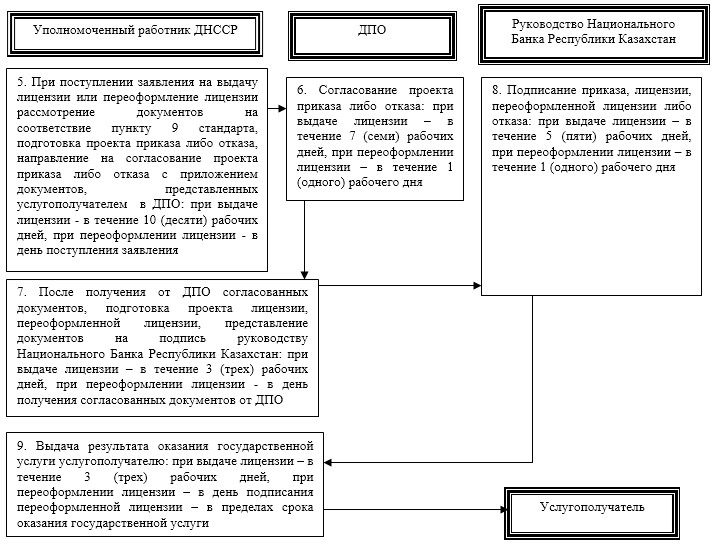 Уполномоченный работник ДНССР
ДПО
Руководство Национального
Банка Республики Казахстан
5. При поступлении заявления на выдачу
лицензии или переоформление лицензии
рассмотрение документов на
соответствие пункту 9 стандарта,
подготовка проекта приказа либо отказа,
направление на согласование проекта
приказа либо отказа с приложением
документов, представленных
услугополучателем в ДПО: при выдаче
лицензии - в течение 10 (десяти) рабочих
дней, при переоформлении лицензии - в
день поступления заявления
6. Согласование проекта
приказа либо отказа: при
выдаче лицензии – в
течение 7 (семи) рабочих
дней, при переоформлении
лицензии – в течение 1
(одного) рабочего дня
8. Подписание приказа, лицензии,
переоформленной лицензии либо
отказа: при выдаче лицензии – в
течение 5 (пяти) рабочих дней,
при переоформлении лицензии – в
течение 1 (одного) рабочего дня
7. После получения от ДПО согласованных
документов, подготовка проекта лицензии,
переоформленной лицензии, представление
документов на подпись руководству
Национального Банка Республики Казахстан: при
выдаче лицензии – в течение 3 (трех) рабочих
дней, при переоформлении лицензии - в день
получения согласованных документов от ДПО
9. Выдача результата оказания государственной
услуги услугополучателю: при выдаче лицензии – в
течение 3 (трех) рабочих дней, при
переоформлении лицензии – в день подписания
переоформленной лицензии – в пределах срока
оказания государственной услуги
Услугополучатель